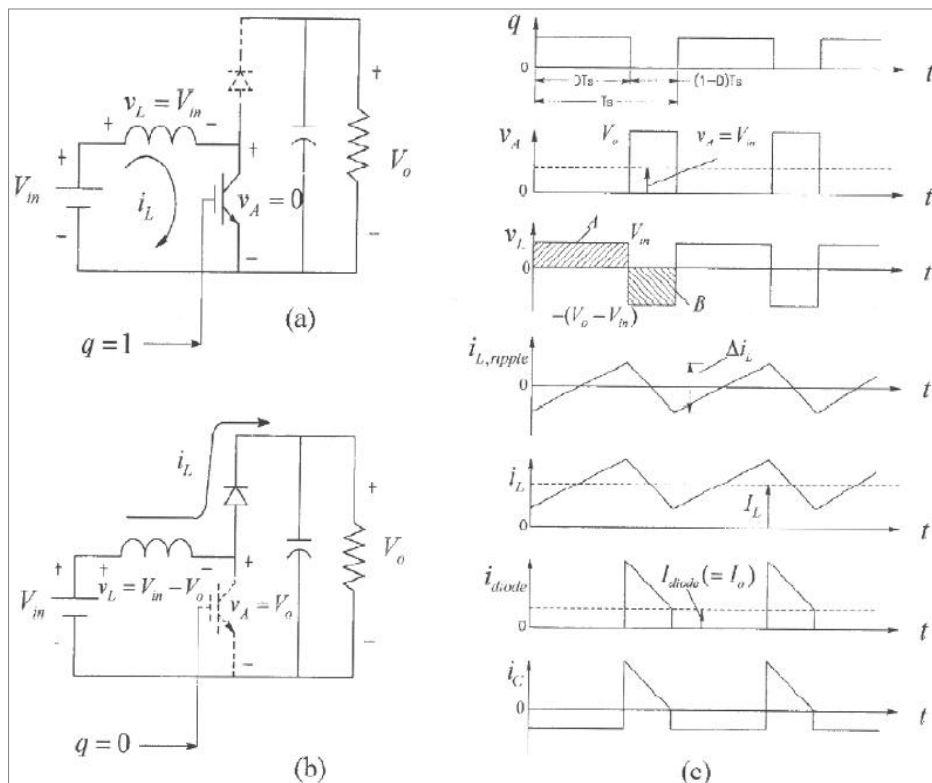 +
v_L = V_in
+ −
+
V_in
i_L
+
v_A = 0
V_o
−
−
−
(a)
q = 1
i_L
+
+
+ −
+
v_L = V_in − V_o
V_in
v_A = V_o
V_o
−
−
−
q = 0
(b)
q
0
t
DTs
(1-D)Ts
Ts
v_A
V_o
v_A = V_in
0
t
v_L
A
V_in
0
t
B
−(V_o − V_in)
i_L,ripple
Δi_L
0
t
i_L
I_L
0
t
i_diode
I_diode (= I_o)
0
t
i_C
0
t
(c)